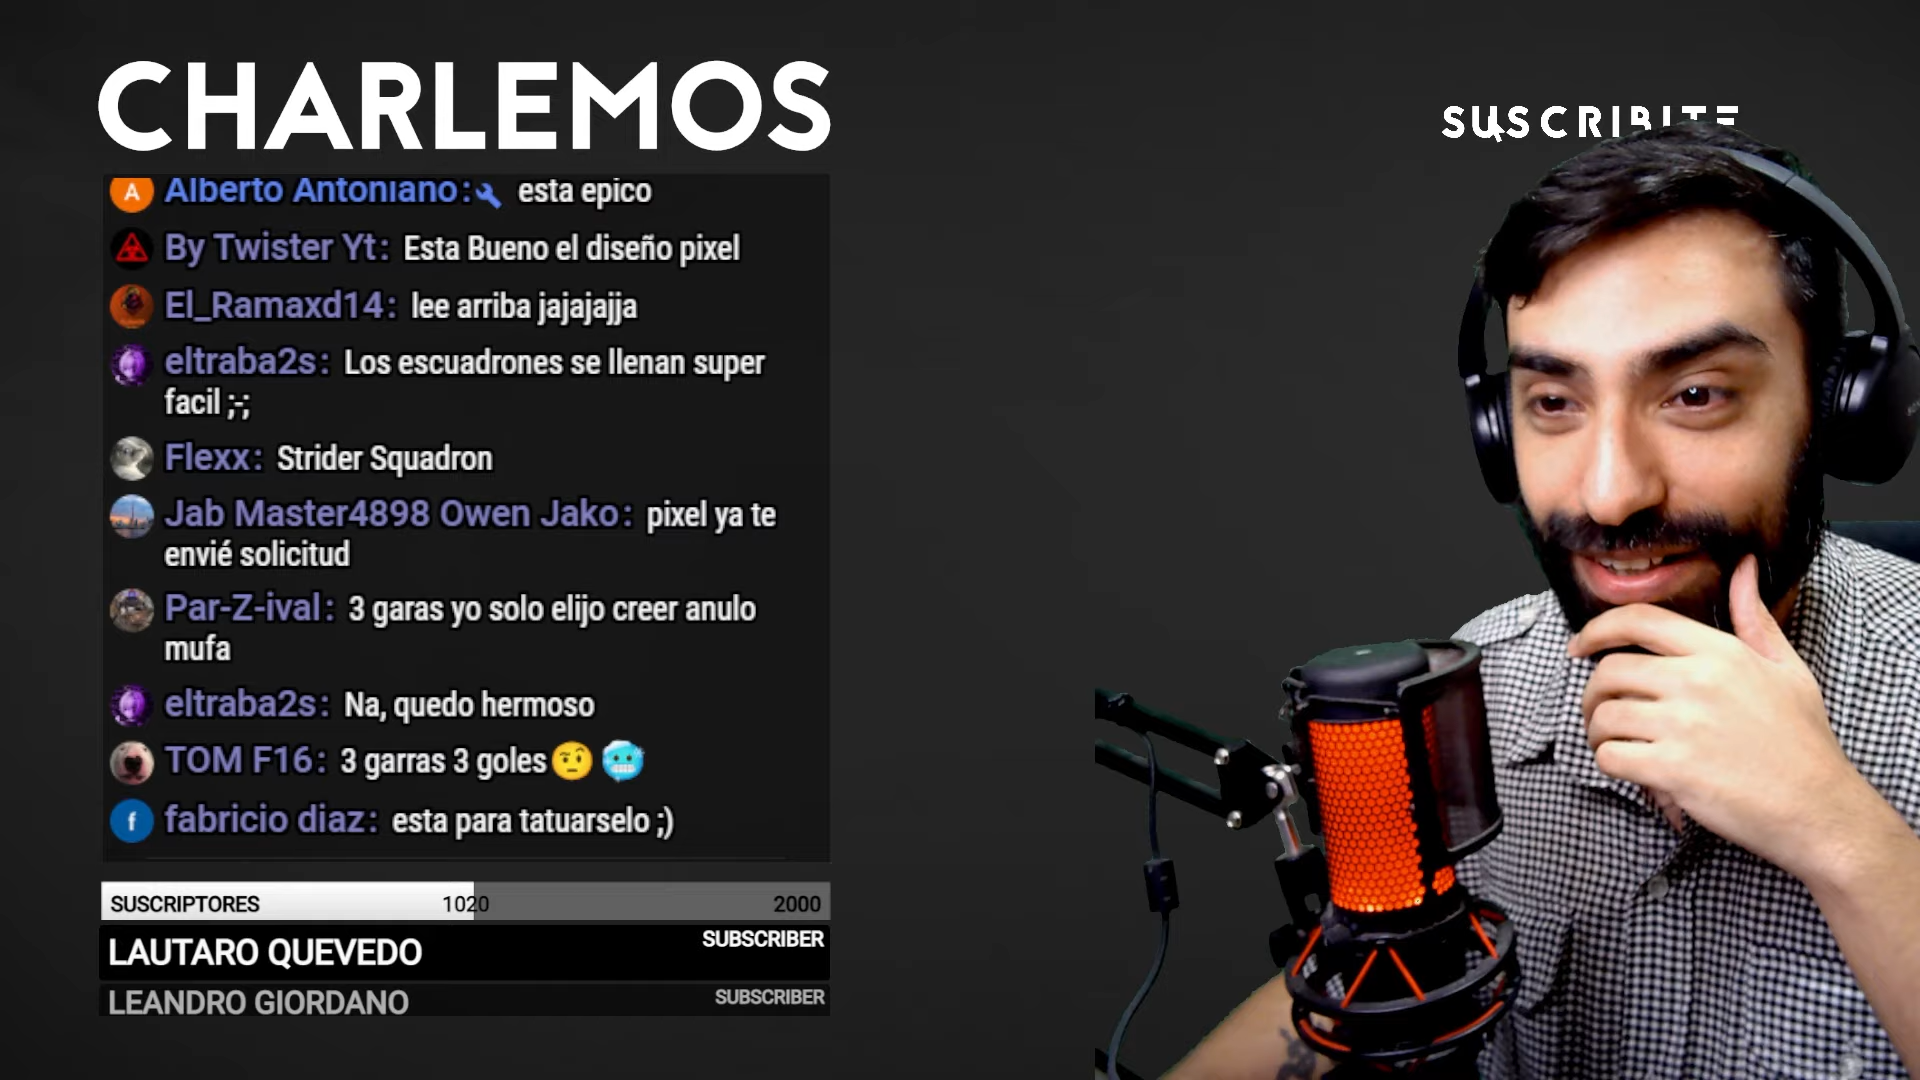 CHARLEMOS
SUSCRIBITE
A Alberto Antoniano: esta epico
By Twister Yt: Esta Bueno el diseño pixel
El_Ramaxd14: lee arriba jajajajja
eltraba2s: Los escuadrones se llenan super
facil ;-;
Flexx: Strider Squadron
Jab Master4898 Owen Jako: pixel ya te
envié solicitud
Par-Z-ival: 3 garas yo solo elijo creer anulo
mufa
eltraba2s: Na, quedo hermoso
TOM F16: 3 garras 3 goles🤨 🥶
f fabricio diaz: esta para tatuarselo ;)
SUSCRIPTORES 1020 2000
LAUTARO QUEVEDO SUBSCRIBER
LEANDRO GIORDANO SUBSCRIBER